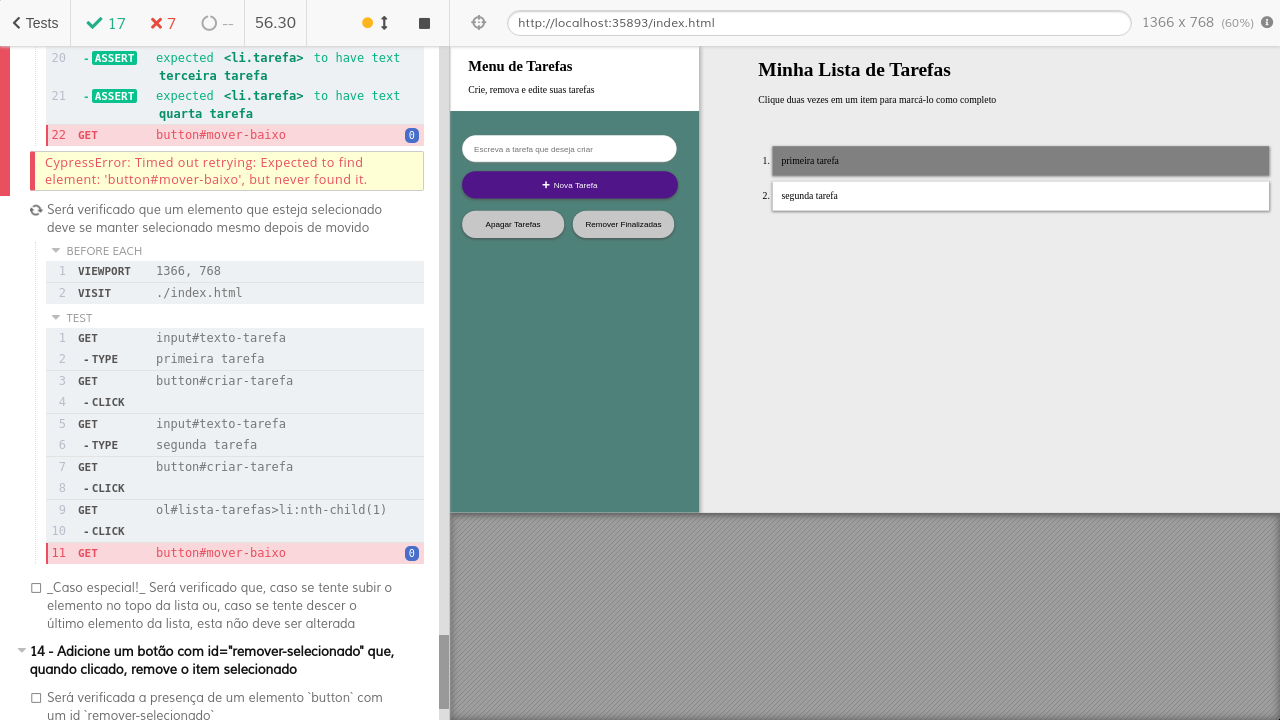 Tests
17
7
--
56.30
http://localhost:35893/index.html
1366 x 768 (60%)
20 -ASSERT expected <li.tarefa> to have text
terceira tarefa
21 -ASSERT expected <li.tarefa> to have text
quarta tarefa
22 GET button#mover-baixo 0
CypressError: Timed out retrying: Expected to find
element: 'button#mover-baixo', but never found it.
Será verificado que um elemento que esteja selecionado
deve se manter selecionado mesmo depois de movido
BEFORE EACH
1 VIEWPORT 1366, 768
2 VISIT ./index.html
TEST
1 GET input#texto-tarefa
2 -TYPE primeira tarefa
3 GET button#criar-tarefa
4 -CLICK
5 GET input#texto-tarefa
6 -TYPE segunda tarefa
7 GET button#criar-tarefa
8 -CLICK
9 GET ol#lista-tarefas>li:nth-child(1)
10 -CLICK
11 GET button#mover-baixo 0
_Caso especial!_ Será verificado que, caso se tente subir o
elemento no topo da lista ou, caso se tente descer o
último elemento da lista, esta não deve ser alterada
14 - Adicione um botão com id="remover-selecionado" que,
quando clicado, remove o item selecionado
Será verificada a presença de um elemento `button` com
um id `remover-selecionado`
Menu de Tarefas
Crie, remova e edite suas tarefas
Escreva a tarefa que deseja criar
+ Nova Tarefa
Apagar Tarefas
Remover Finalizadas
Minha Lista de Tarefas
Clique duas vezes em um item para marcá-lo como completo
1. primeira tarefa
2. segunda tarefa